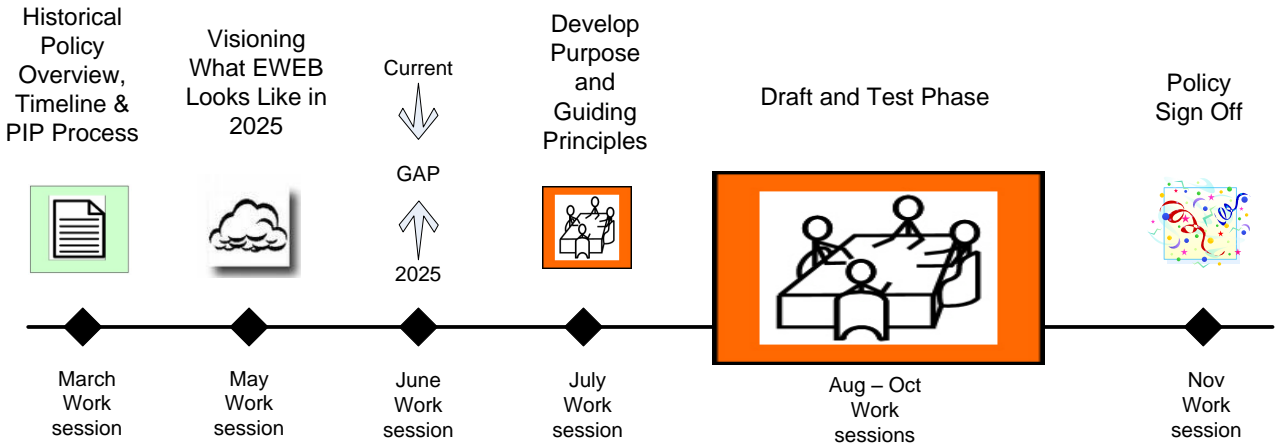 Historical
Policy
Overview,
Timeline &
PIP Process
Visioning
What EWEB
Looks Like in
2025
Current
GAP
2025
Develop
Purpose
and
Guiding
Principles
Draft and Test Phase
Policy
Sign Off
March
Work
session
May
Work
session
June
Work
session
July
Work
session
Aug – Oct
Work
sessions
Nov
Work
session